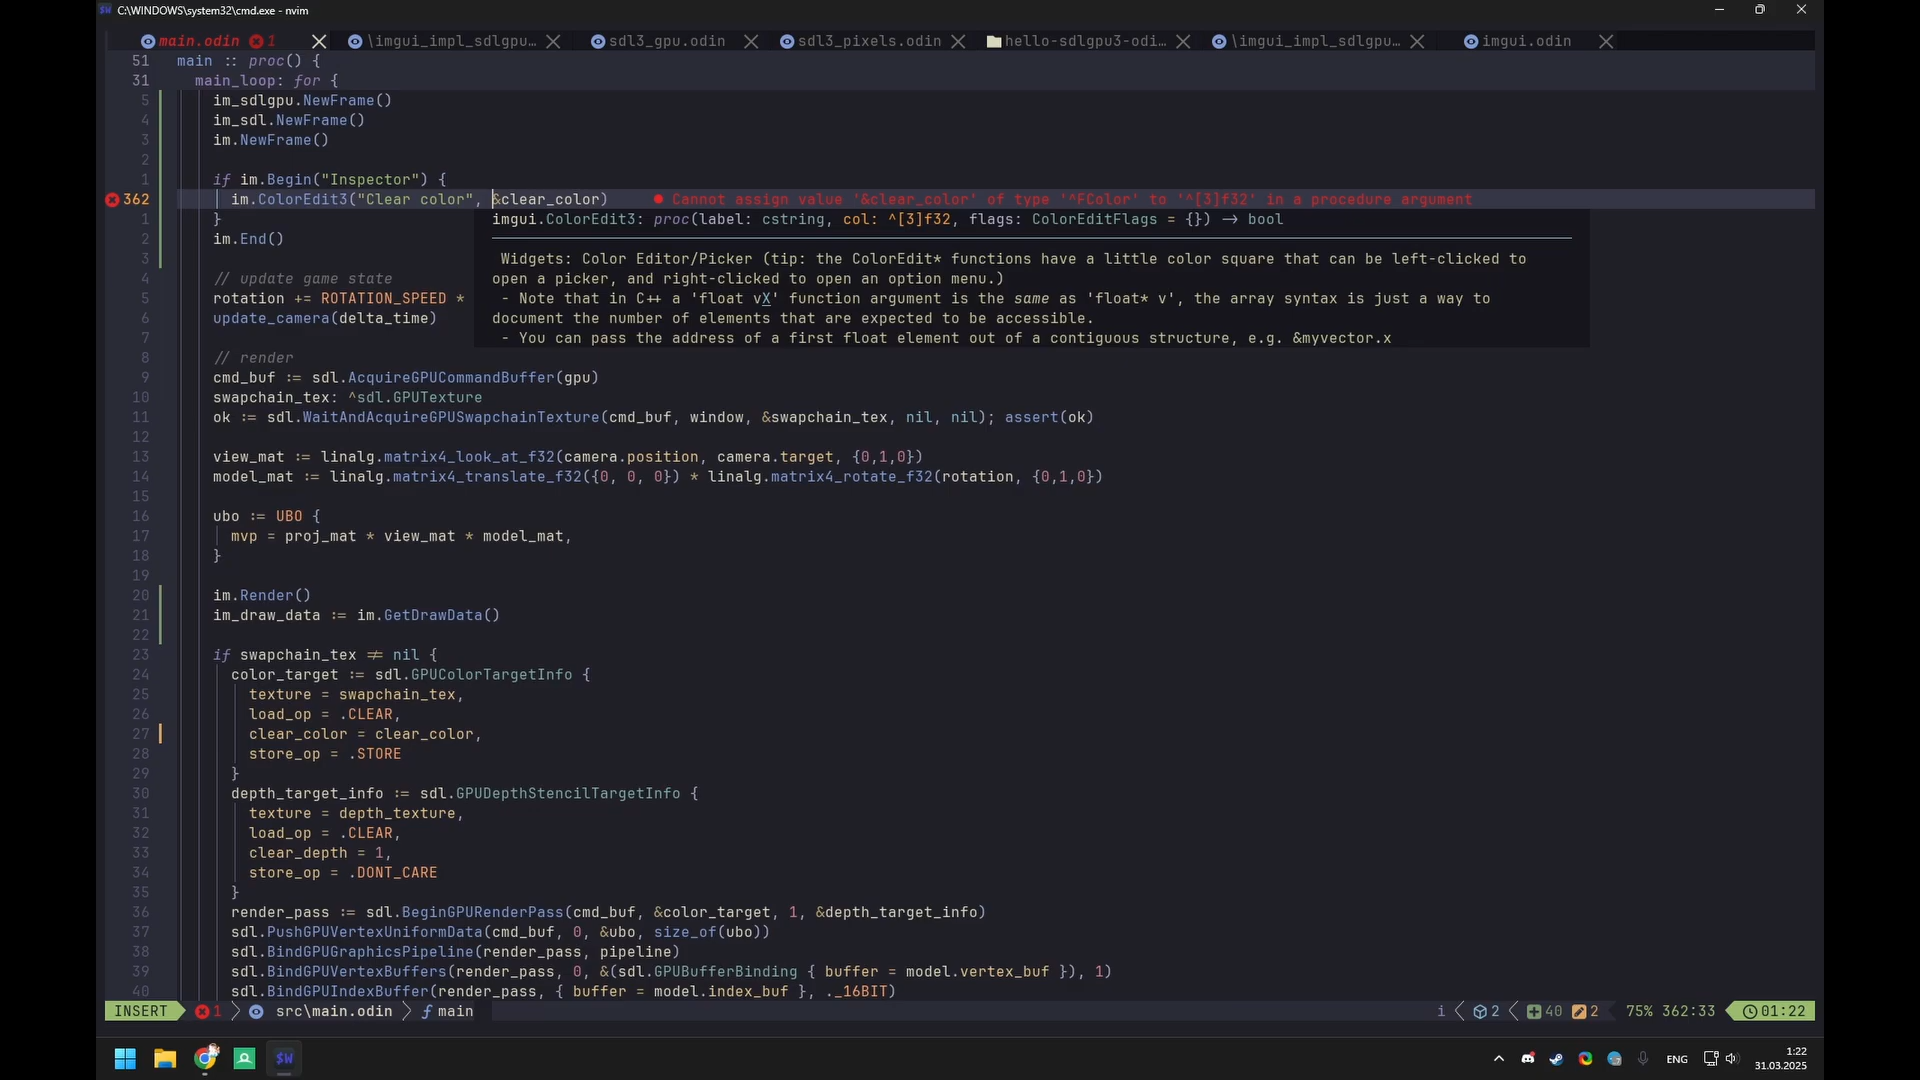 C:\WINDOWS\system32\cmd.exe - nvim
main.odin 1 \imgui_impl_sdlgpu… sdl3_gpu.odin sdl3_pixels.odin hello-sdlgpu3-odi… \imgui_impl_sdlgpu… imgui.odin
51 main :: proc() {
31 main_loop: for {
5 im_sdlgpu.NewFrame()
4 im_sdl.NewFrame()
3 im.NewFrame()
2
1 if im.Begin("Inspector") {
362 im.ColorEdit3("Clear color", &clear_color) ● Cannot assign value '&clear_color' of type '^FColor' to '^[3]f32' in a procedure argument
1 } imgui.ColorEdit3: proc(label: cstring, col: ^[3]f32, flags: ColorEditFlags = {}) -> bool
2 im.End()
3 Widgets: Color Editor/Picker (tip: the ColorEdit* functions have a little color square that can be left-clicked to
4 // update game state open a picker, and right-clicked to open an option menu.)
5 rotation += ROTATION_SPEED * - Note that in C++ a 'float vX' function argument is the same as 'float* v', the array syntax is just a way to
6 update_camera(delta_time) document the number of elements that are expected to be accessible.
7 - You can pass the address of a first float element out of a contiguous structure, e.g. &myvector.x
8 // render
9 cmd_buf := sdl.AcquireGPUCommandBuffer(gpu)
10 swapchain_tex: ^sdl.GPUTexture
11 ok := sdl.WaitAndAcquireGPUSwapchainTexture(cmd_buf, window, &swapchain_tex, nil, nil); assert(ok)
12
13 view_mat := linalg.matrix4_look_at_f32(camera.position, camera.target, {0,1,0})
14 model_mat := linalg.matrix4_translate_f32({0, 0, 0}) * linalg.matrix4_rotate_f32(rotation, {0,1,0})
15
16 ubo := UBO {
17 mvp = proj_mat * view_mat * model_mat,
18 }
19
20 im.Render()
21 im_draw_data := im.GetDrawData()
22
23 if swapchain_tex != nil {
24 color_target := sdl.GPUColorTargetInfo {
25 texture = swapchain_tex,
26 load_op = .CLEAR,
27 clear_color = clear_color,
28 store_op = .STORE
29 }
30 depth_target_info := sdl.GPUDepthStencilTargetInfo {
31 texture = depth_texture,
32 load_op = .CLEAR,
33 clear_depth = 1,
34 store_op = .DONT_CARE
35 }
36 render_pass := sdl.BeginGPURenderPass(cmd_buf, &color_target, 1, &depth_target_info)
37 sdl.PushGPUVertexUniformData(cmd_buf, 0, &ubo, size_of(ubo))
38 sdl.BindGPUGraphicsPipeline(render_pass, pipeline)
39 sdl.BindGPUVertexBuffers(render_pass, 0, &(sdl.GPUBufferBinding { buffer = model.vertex_buf }), 1)
40 sdl.BindGPUIndexBuffer(render_pass, { buffer = model.index_buf }, ._16BIT)
INSERT 1 src\main.odin main i 2 40 2 75% 362:33 01:22
$W ENG 1:22
31.03.2025